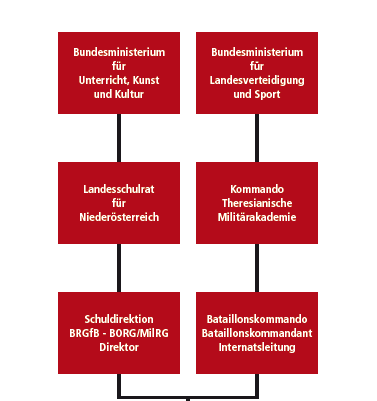 Bundesministerium
für
Unterricht, Kunst
und Kultur
Bundesministerium
für
Landesverteidigung
und Sport
Landesschulrat
für
Niederösterreich
Kommando
Theresianische
Militärakademie
Schuldirektion
BRGfB - BORG/MilRG
Direktor
Bataillonskommando
Bataillonskommandant
Internatsleitung